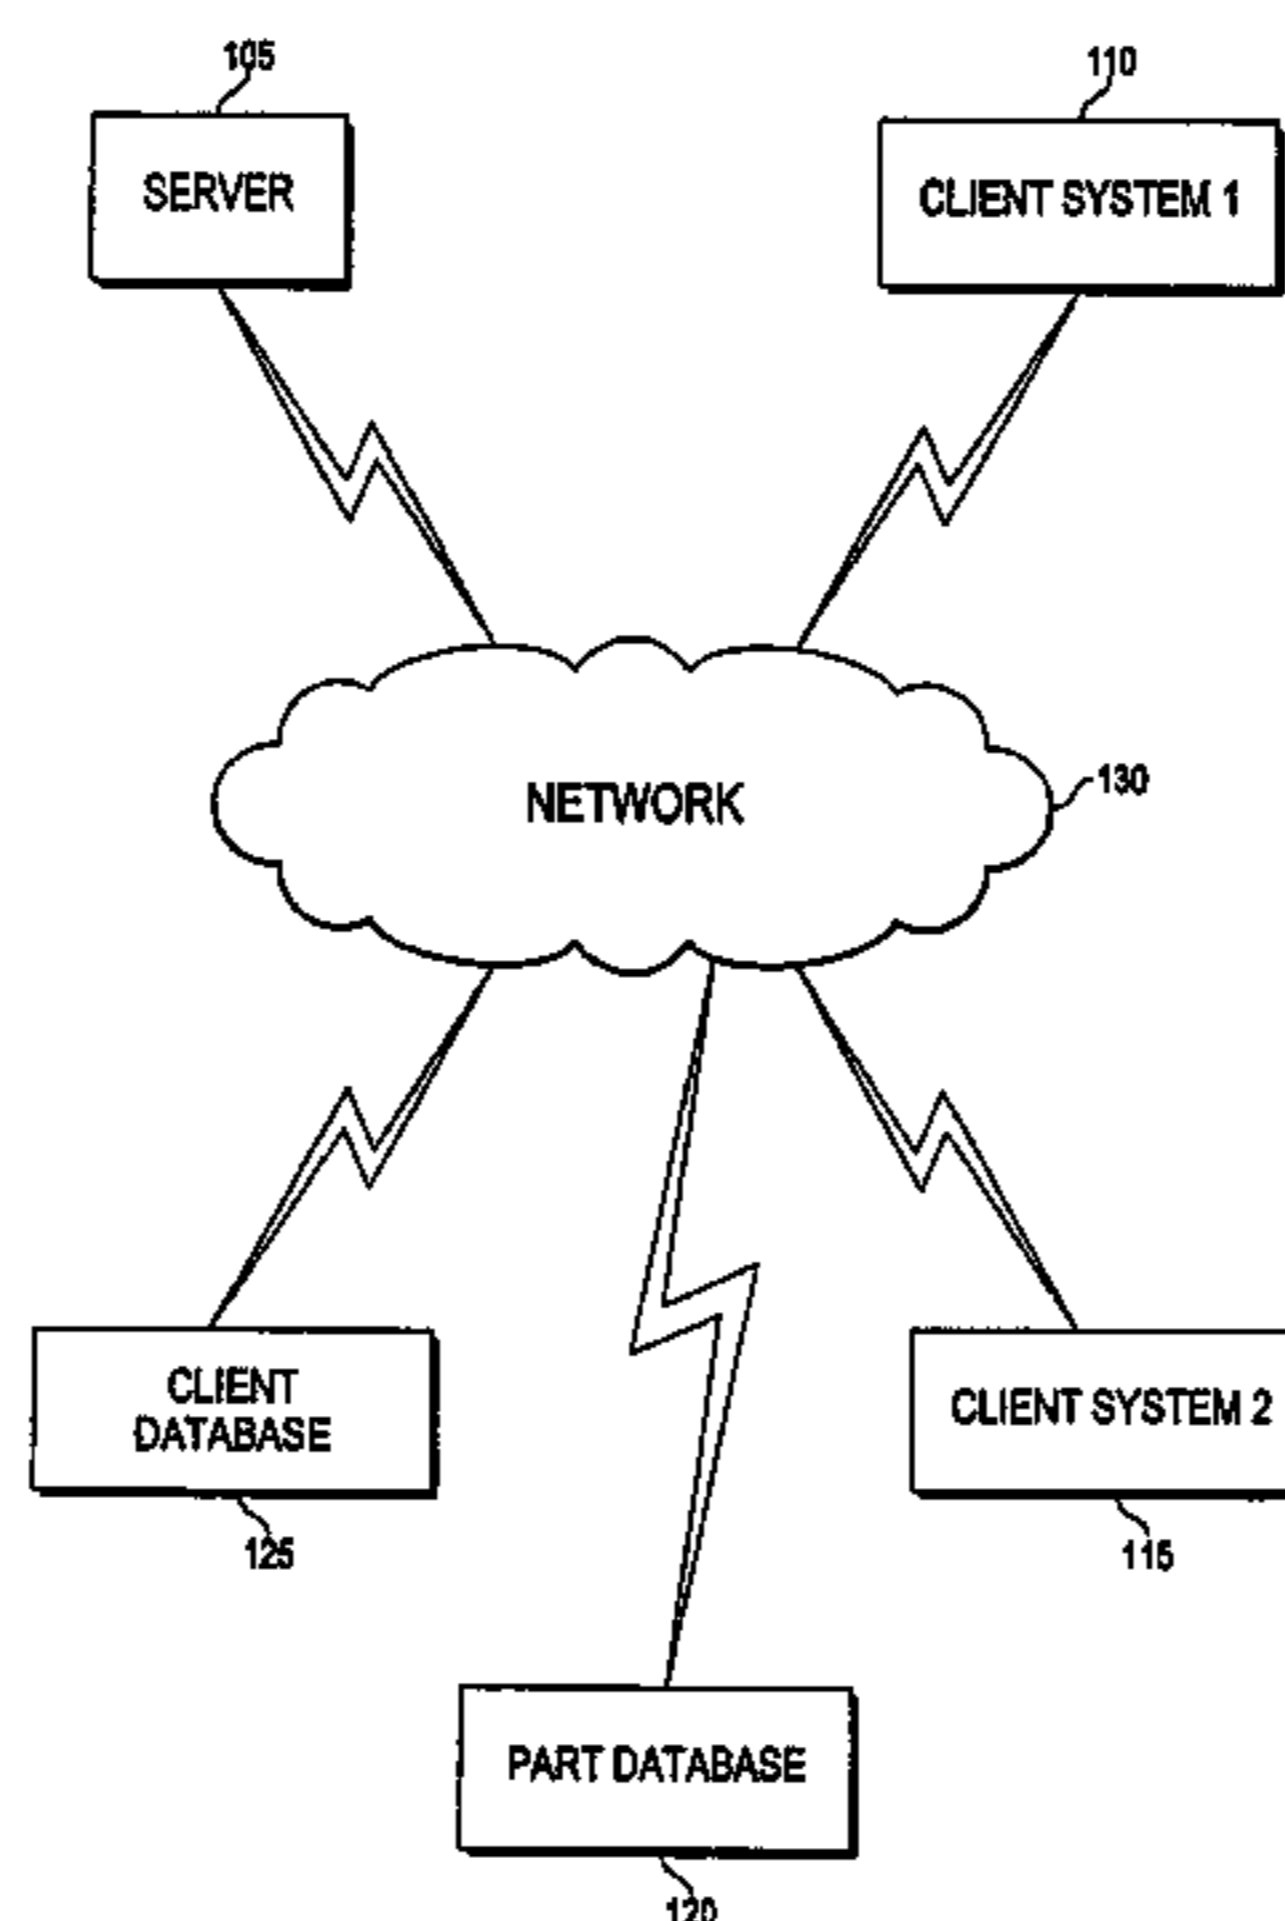 105
110
SERVER
CLIENT SYSTEM 1
NETWORK
130
CLIENT
DATABASE
CLIENT SYSTEM 2
125
115
PART DATABASE
120